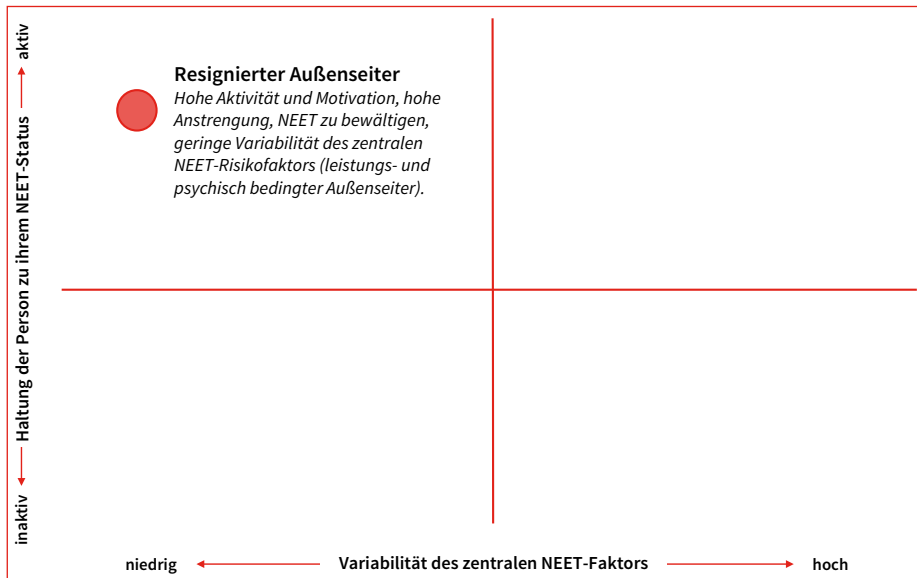 Resignierter Außenseiter
Hohe Aktivität und Motivation, hohe
Anstrengung, NEET zu bewältigen,
geringe Variabilität des zentralen
NEET-Risikofaktors (leistungs- und
psychisch bedingter Außenseiter).
aktiv
Haltung der Person zu ihrem NEET-Status
inaktiv
niedrig
Variabilität des zentralen NEET-Faktors
hoch